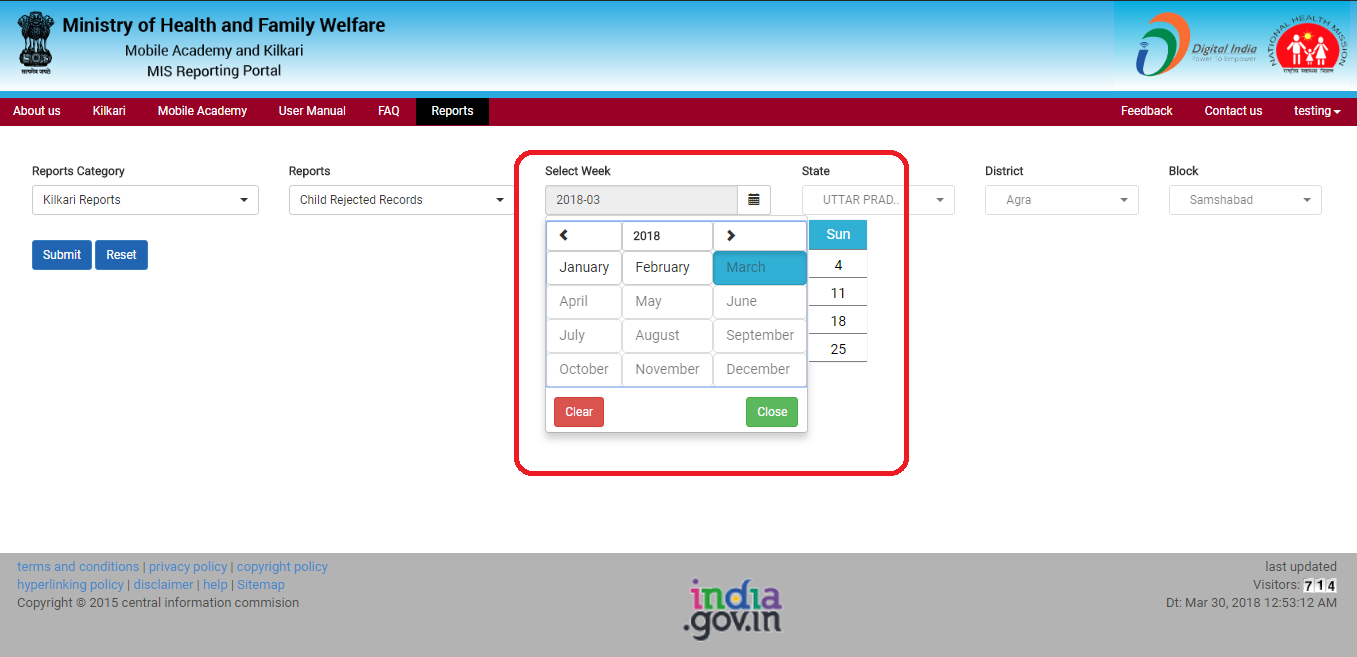 Ministry of Health and Family Welfare
Mobile Academy and Kilkari
MIS Reporting Portal
सत्यमेव जयते
Digital India
Power To Empower
NATIONAL HEALTH MISSION
राष्ट्रीय स्वास्थ्य मिशन
About us Kilkari Mobile Academy User Manual FAQ Reports Feedback Contact us testing
Reports Category Reports Select Week State District Block
Kilkari Reports Child Rejected Records 2018-03 UTTAR PRAD.. Agra Samshabad
Submit Reset
2018 Sun
January February March 4
April May June 11
July August September 18
October November December 25
Clear Close
terms and conditions | privacy policy | copyright policy
hyperlinking policy | disclaimer | help | Sitemap
Copyright © 2015 central information commision
india
.gov.in
last updated
Visitors: 714
Dt: Mar 30, 2018 12:53:12 AM